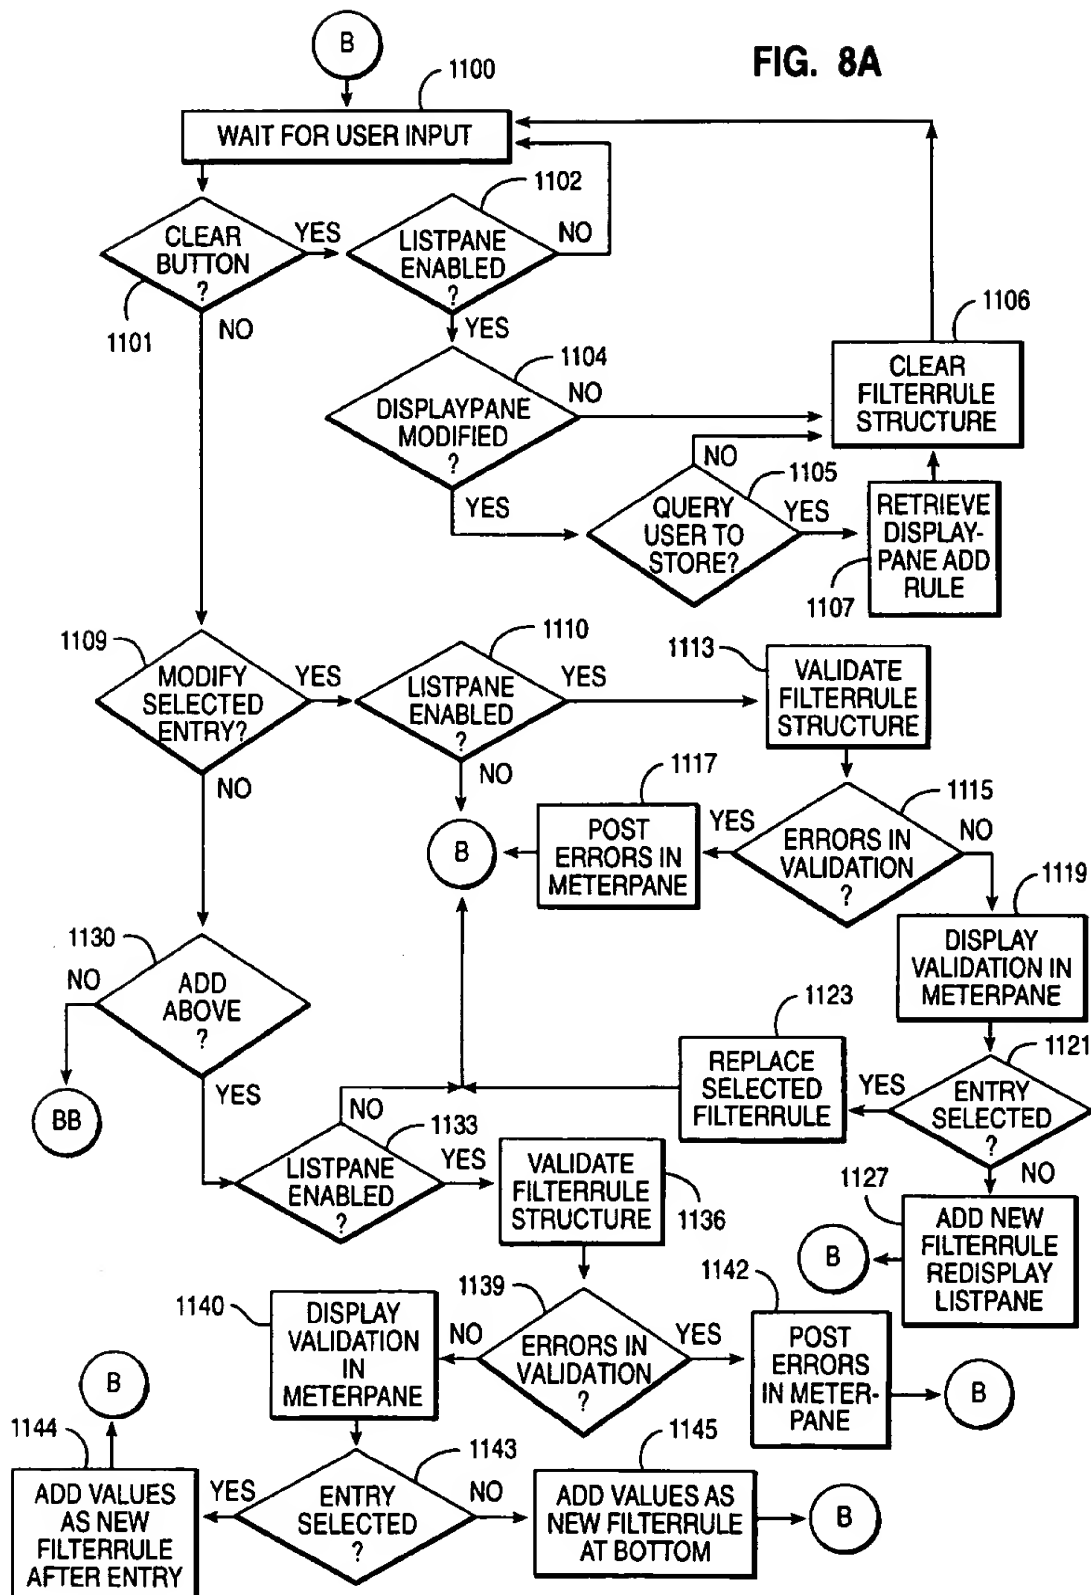 B
FIG. 8A
1100
WAIT FOR USER INPUT
1102
CLEAR
BUTTON
?
1101
YES
NO
LISTPANE
ENABLED
?
NO
YES
1104
DISPLAYPANE
MODIFIED
?
NO
YES
1106
CLEAR
FILTERRULE
STRUCTURE
NO
1105
QUERY
USER TO
STORE?
YES
RETRIEVE
DISPLAY-
PANE ADD
RULE
1107
1109
MODIFY
SELECTED
ENTRY?
YES
NO
1110
LISTPANE
ENABLED
?
YES
NO
1113
VALIDATE
FILTERRULE
STRUCTURE
1117
POST
ERRORS IN
METERPANE
B
YES
1115
ERRORS IN
VALIDATION
?
NO
1119
DISPLAY
VALIDATION IN
METERPANE
1130
NO
ADD
ABOVE
?
YES
BB
1123
REPLACE
SELECTED
FILTERRULE
YES
1121
ENTRY
SELECTED
?
NO
NO
1133
LISTPANE
ENABLED
?
YES
VALIDATE
FILTERRULE
STRUCTURE
1136
1127
ADD NEW
FILTERRULE
REDISPLAY
LISTPANE
B
1140
DISPLAY
VALIDATION
IN
METERPANE
NO
1139
ERRORS IN
VALIDATION
?
YES
1142
POST
ERRORS
IN METER-
PANE
B
B
1144
ADD VALUES
AS NEW
FILTERRULE
AFTER ENTRY
YES
1143
ENTRY
SELECTED
?
NO
1145
ADD VALUES AS
NEW FILTERRULE
AT BOTTOM
B